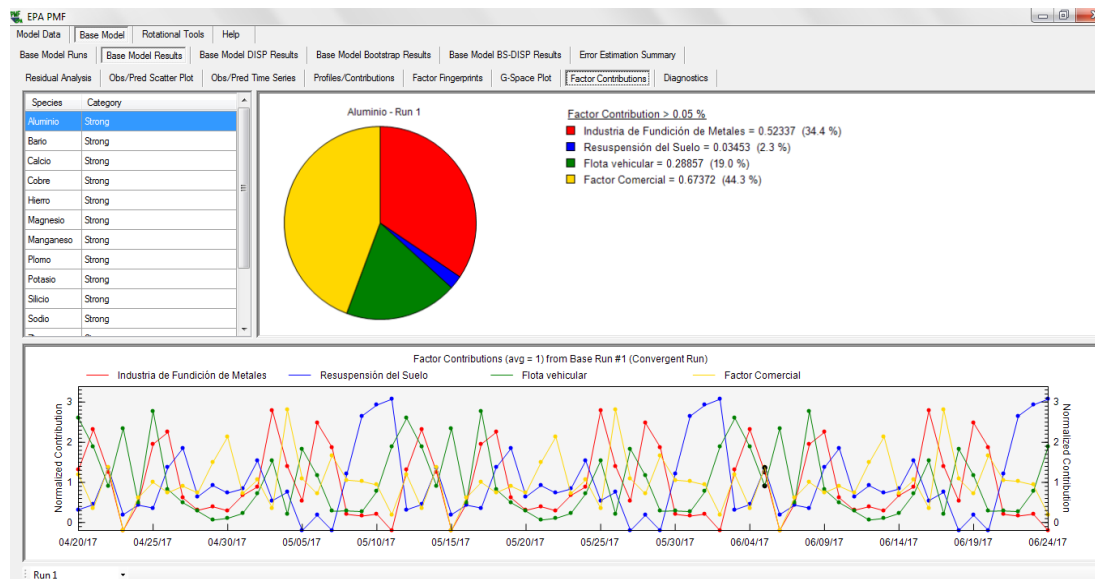 EPA PMF
Model Data Base Model Rotational Tools Help
Base Model Runs Base Model Results Base Model DISP Results Base Model Bootstrap Results Base Model BS-DISP Results Error Estimation Summary
Residual Analysis Obs/Pred Scatter Plot Obs/Pred Time Series Profiles/Contributions Factor Fingerprints G-Space Plot Factor Contributions Diagnostics
Species Category
Aluminio Strong
Bario Strong
Calcio Strong
Cobre Strong
Hierro Strong
Magnesio Strong
Manganeso Strong
Plomo Strong
Potasio Strong
Silicio Strong
Sodio Strong
Aluminio - Run 1
Factor Contribution > 0.05 %
Industria de Fundición de Metales = 0.52337 (34.4 %)
Resuspensión del Suelo = 0.03453 (2.3 %)
Flota vehicular = 0.28857 (19.0 %)
Factor Comercial = 0.67372 (44.3 %)
Factor Contributions (avg = 1) from Base Run #1 (Convergent Run)
Industria de Fundición de Metales Resuspensión del Suelo Flota vehicular Factor Comercial
Normalized Contribution
3
2
1
0
3
2
1
0
Normalized Contribution
04/20/17 04/25/17 04/30/17 05/05/17 05/10/17 05/15/17 05/20/17 05/25/17 05/30/17 06/04/17 06/09/17 06/14/17 06/19/17 06/24/17
Run 1